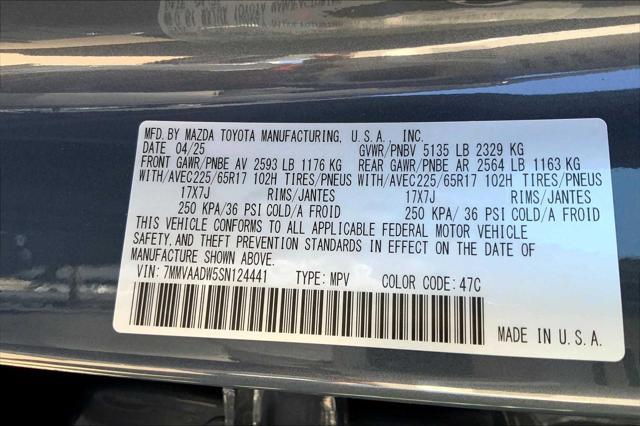 MFD. BY MAZDA TOYOTA MANUFACTURING, U.S.A., INC.
DATE 04/25 GVWR/PNBV 5135 LB 2329 KG
FRONT GAWR/PNBE AV 2593 LB 1176 KG REAR GAWR/PNBE AR 2564 LB 1163 KG
WITH/AVEC225/65R17 102H TIRES/PNEUS WITH/AVEC225/65R17 102H TIRES/PNEUS
17X7J RIMS/JANTES 17X7J RIMS/JANTES
250 KPA/36 PSI COLD/A FROID 250 KPA/ 36 PSI COLD/A FROID
THIS VEHICLE CONFORMS TO ALL APPLICABLE FEDERAL MOTOR VEHICLE
SAFETY, AND THEFT PREVENTION STANDARDS IN EFFECT ON THE DATE OF
MANUFACTURE SHOWN ABOVE.
VIN: 7MMVAADW5SN124441 TYPE: MPV COLOR CODE: 47C
MADE IN U.S.A.